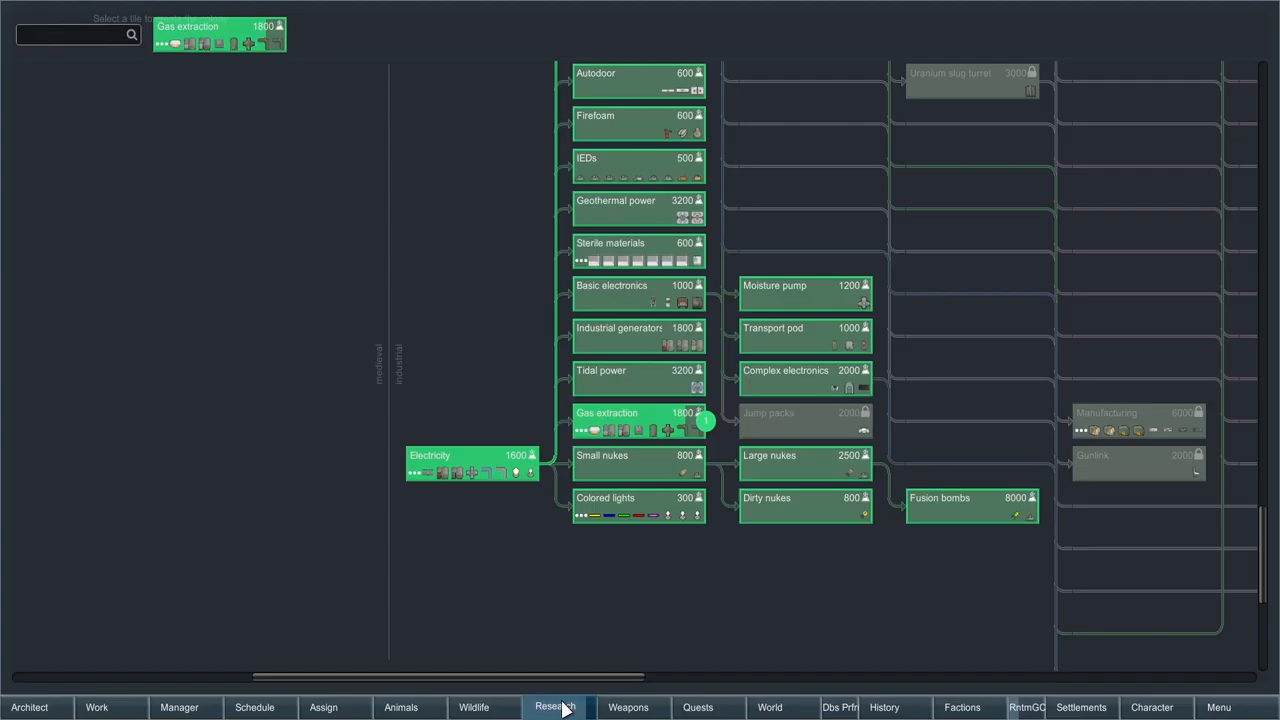 Select a tile to
Gas extraction 1800
Autodoor 600
Uranium slug turret 3000
Firefoam 600
IEDs 500
Geothermal power 3200
Sterile materials 600
Basic electronics 1000
Moisture pump 1200
Industrial generators 1800
Transport pod 1000
Tidal power 3200
Complex electronics 2000
Gas extraction 1800
1
Jump packs 2000
Manufacturing 6000
Electricity 1600
Small nukes 800
Large nukes 2500
Gunlink 2000
Colored lights 300
Dirty nukes 800
Fusion bombs 8000
medieval
industrial
Architect Work Manager Schedule Assign Animals Wildlife Research Weapons Quests World Dbs Prfr History Factions RntmGC Settlements Character Menu